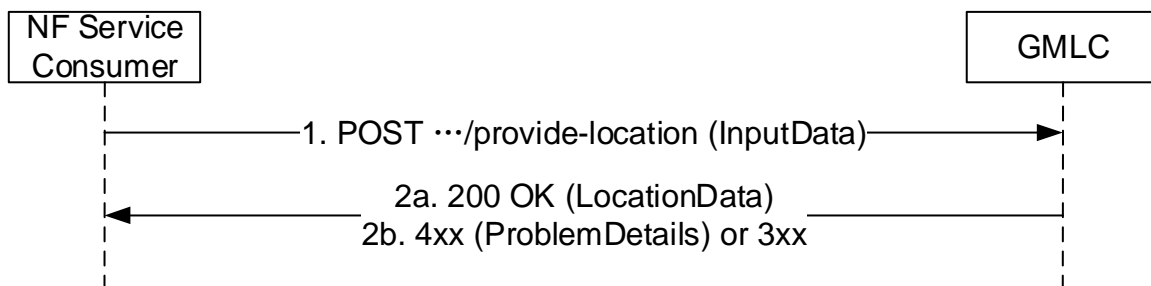 NF Service
Consumer
GMLC
1. POST ···/provide-location (InputData)
2a. 200 OK (LocationData)
2b. 4xx (ProblemDetails) or 3xx